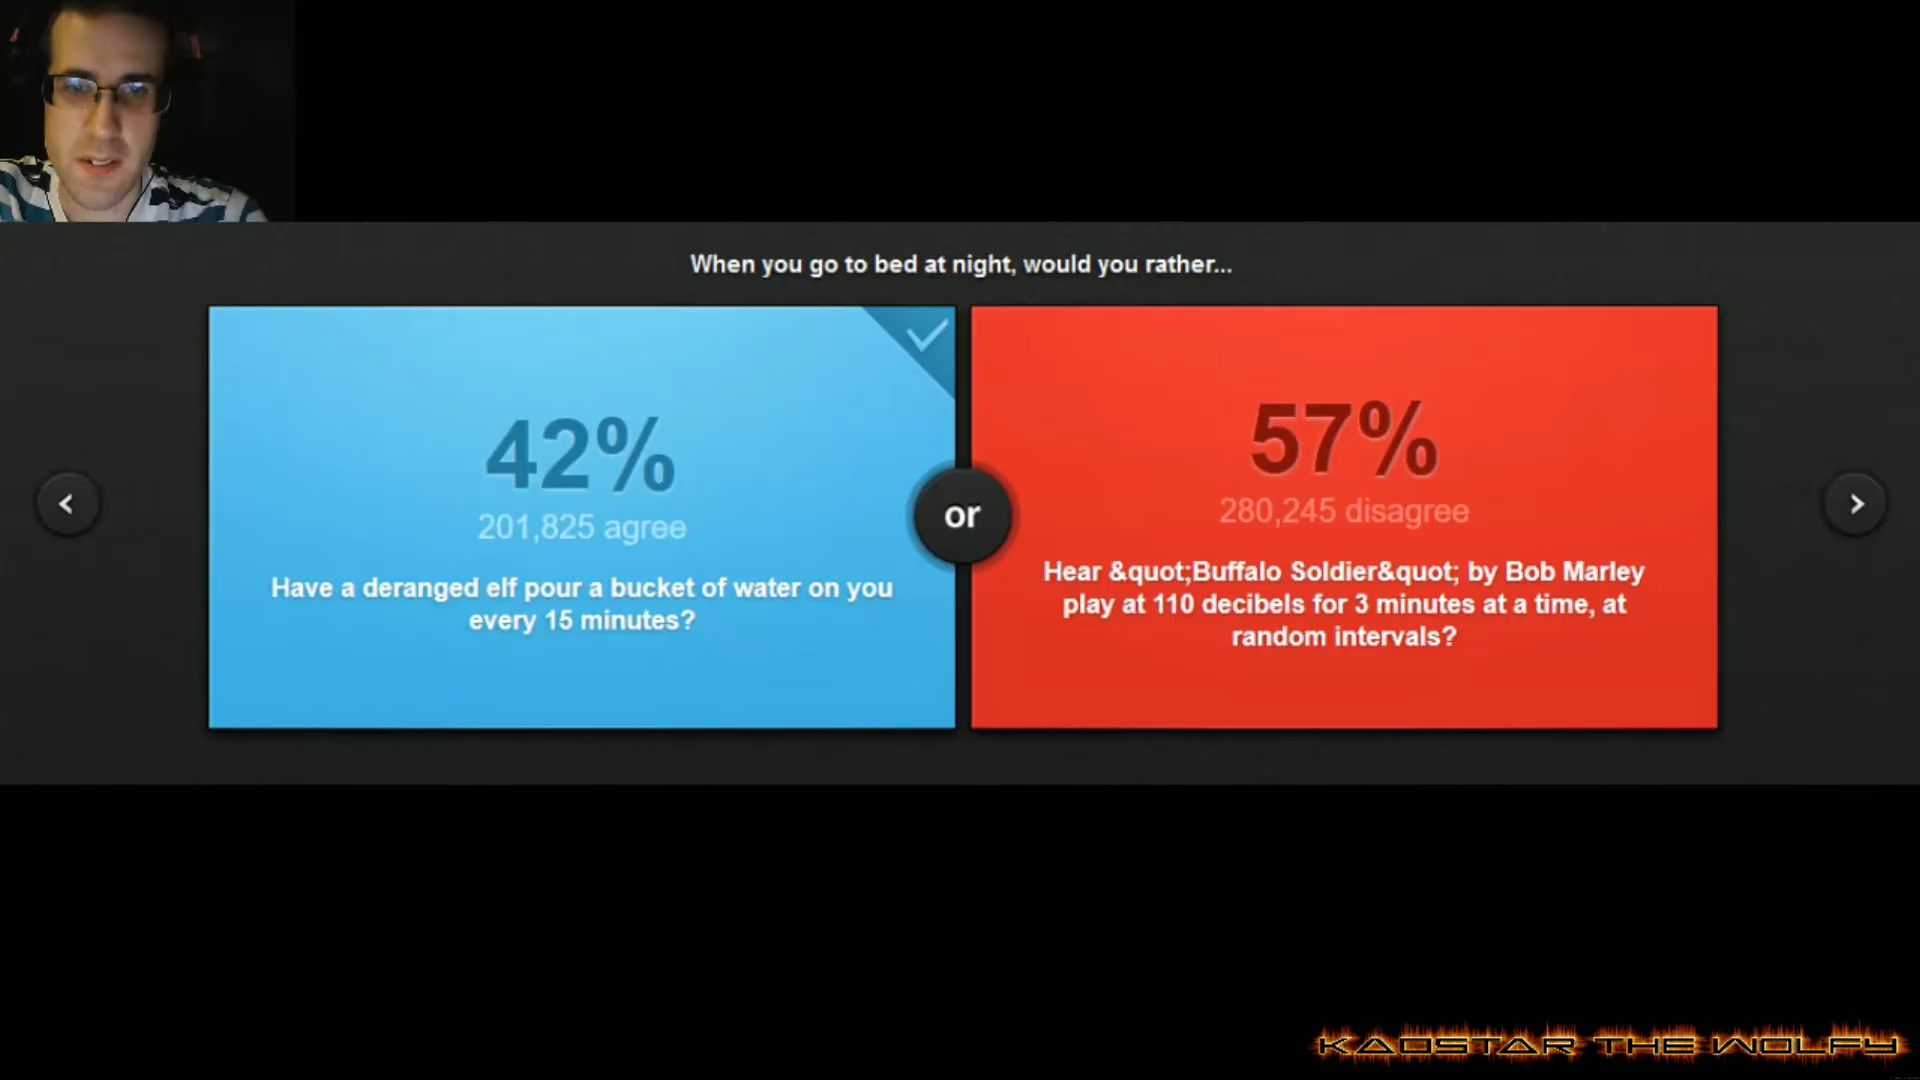 When you go to bed at night, would you rather...
42%
201,825 agree
Have a deranged elf pour a bucket of water on you
every 15 minutes?
or
57%
280,245 disagree
Hear &quot;Buffalo Soldier&quot; by Bob Marley
play at 110 decibels for 3 minutes at a time, at
random intervals?
KAOSTAR THE WOLFY